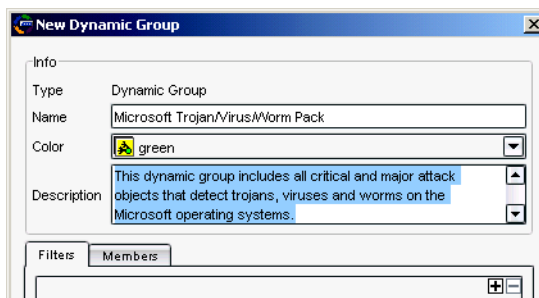 New Dynamic Group
Info
Type Dynamic Group
Name Microsoft Trojan/Virus/Worm Pack
Color green
Description This dynamic group includes all critical and major attack
objects that detect trojans, viruses and worms on the
Microsoft operating systems.
Filters Members